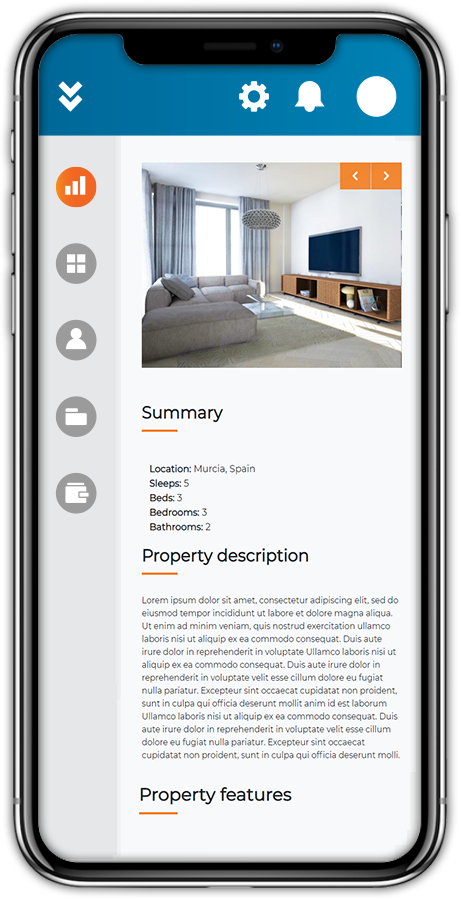 Summary
Location: Murcia, Spain
Sleeps: 5
Beds: 3
Bedrooms: 3
Bathrooms: 2
Property description
Lorem ipsum dolor sit amet, consectetur adipiscing elit, sed do
eiusmod tempor incididunt ut labore et dolore magna aliqua.
Ut enim ad minim veniam, quis nostrud exercitation ullamco
laboris nisi ut aliquip ex ea commodo consequat. Duis aute
irure dolor in reprehenderit in voluptate Ullamco laboris nisi ut
aliquip ex ea commodo consequat. Duis aute irure dolor in
reprehenderit in voluptate velit esse cillum dolore eu fugiat
nulla pariatur. Excepteur sint occaecat cupidatat non proident,
sunt in culpa qui officia deserunt mollit anim id est laborum
Ullamco laboris nisi ut aliquip ex ea commodo consequat. Duis
aute irure dolor in reprehenderit in voluptate velit esse cillum
dolore eu fugiat nulla pariatur. Excepteur sint occaecat
cupidatat non proident, sunt in culpa qui officia deserunt molli.
Property features